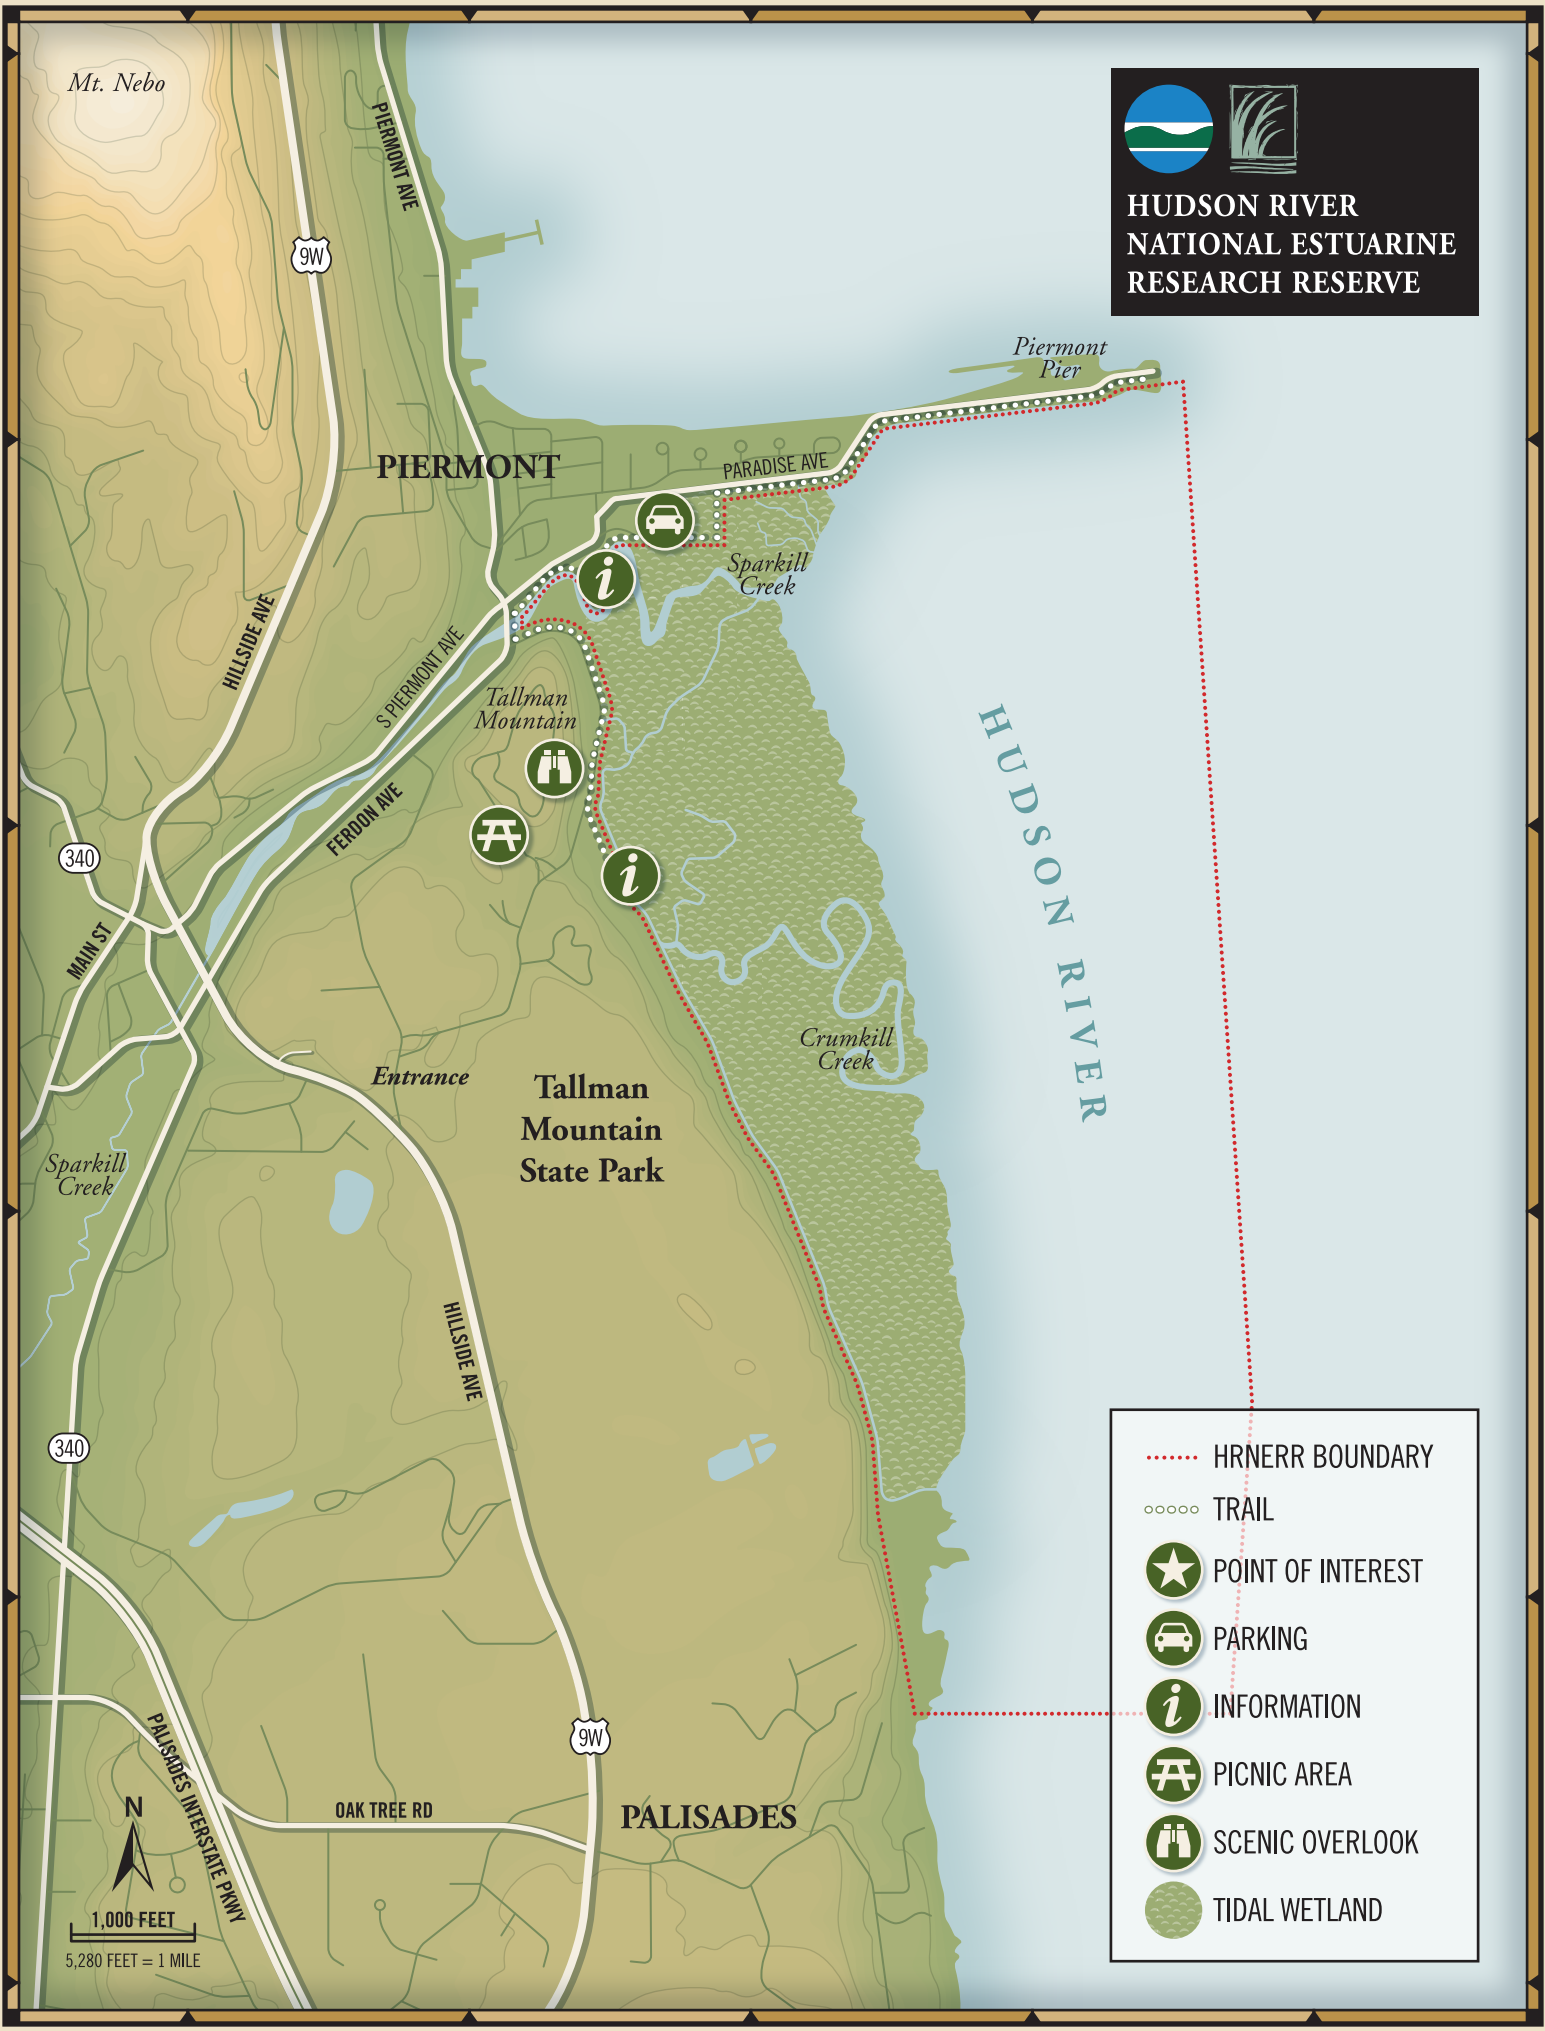 Mt. Nebo
PIERMONT AVE
9W
HUDSON RIVER
NATIONAL ESTUARINE
RESEARCH RESERVE
Piermont
Pier
PIERMONT
PARADISE AVE
Sparkill
Creek
HILLSIDE AVE
S PIERMONT AVE
Tallman
Mountain
HUDSON RIVER
FERDON AVE
340
MAIN ST
Crumkill
Creek
Entrance
Tallman
Mountain
State Park
Sparkill
Creek
HILLSIDE AVE
340
HRNERR BOUNDARY
TRAIL
POINT OF INTEREST
PARKING
i INFORMATION
PICNIC AREA
SCENIC OVERLOOK
TIDAL WETLAND
i
i
9W
PALISADES INTERSTATE PKWY
OAK TREE RD
PALISADES
N
1,000 FEET
5,280 FEET = 1 MILE